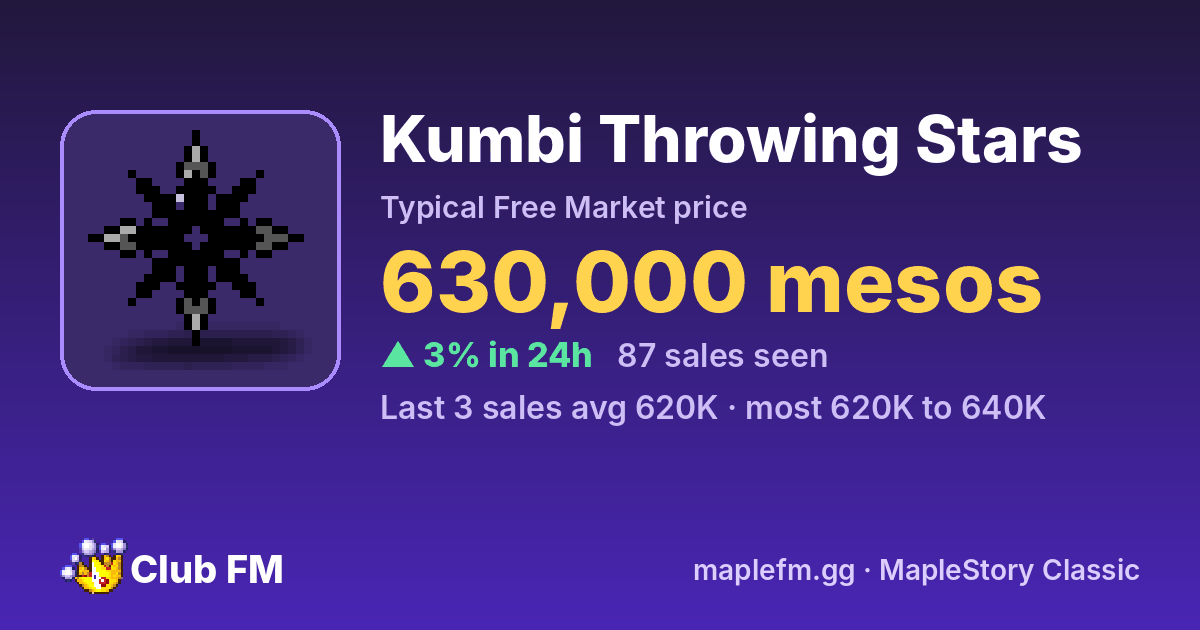 Kumbi Throwing Stars
Typical Free Market price
630,000 mesos
▲ 3% in 24h 87 sales seen
Last 3 sales avg 620K · most 620K to 640K
Club FM
maplefm.gg · MapleStory Classic